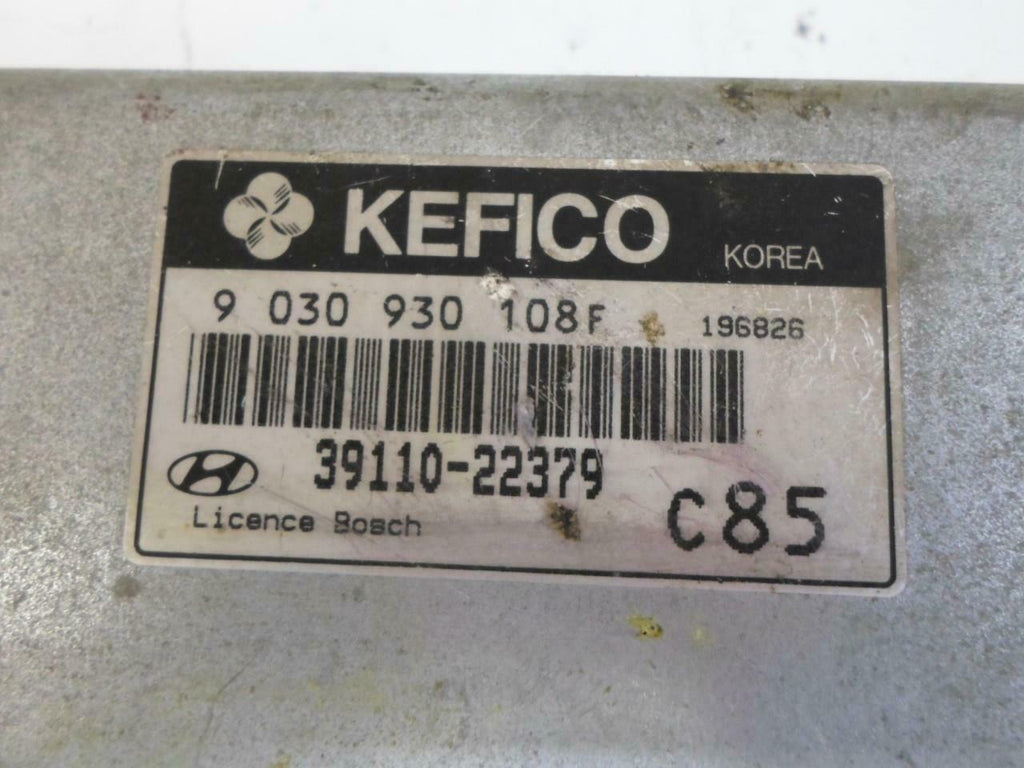 KEFICO KOREA
9 030 930 108F 196826
39110-22379
C85
Licence Bosch